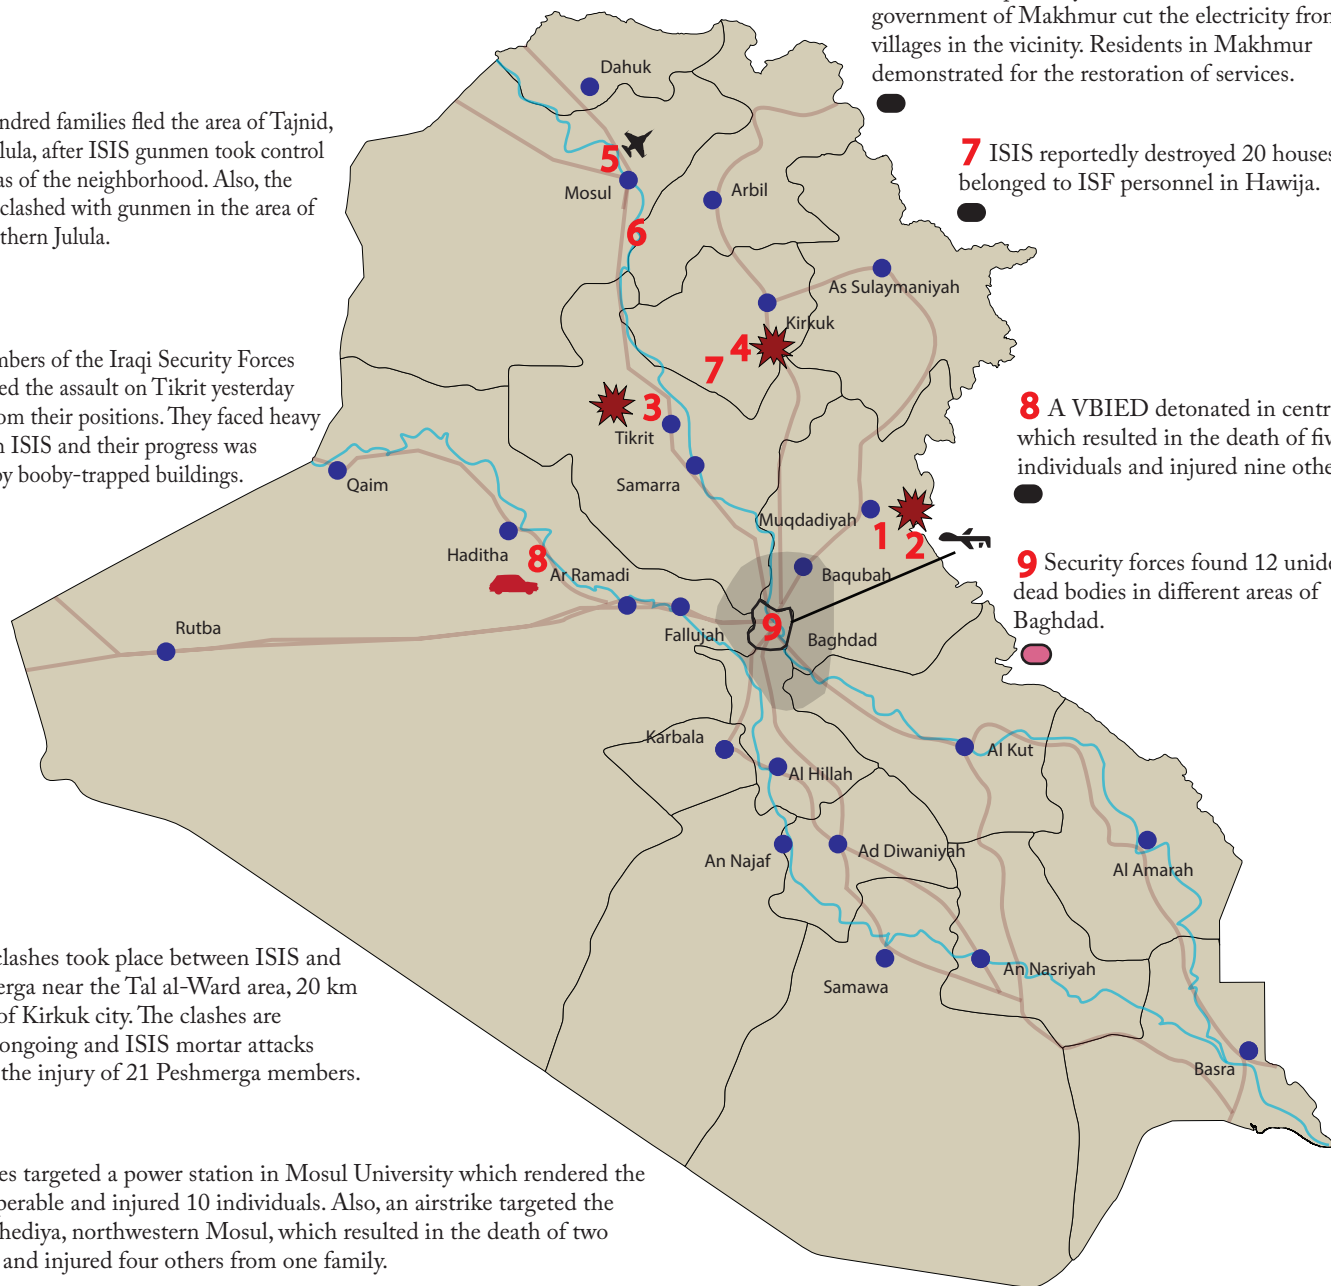 government of Makhmur cut the electricity fro
villages in the vicinity. Residents in Makhmur
demonstrated for the restoration of services.
ndred families fled the area of Tajnid,
lula, after ISIS gunmen took control
as of the neighborhood. Also, the
clashed with gunmen in the area of
thern Julula.
7 ISIS reportedly destroyed 20 houses
belonged to ISF personnel in Hawija.
mbers of the Iraqi Security Forces
ed the assault on Tikrit yesterday
om their positions. They faced heavy
n ISIS and their progress was
by booby-trapped buildings.
8 A VBIED detonated in centr
which resulted in the death of fiv
individuals and injured nine othe
9 Security forces found 12 unide
dead bodies in different areas of
Baghdad.
Dahuk
5
Mosul
Arbil
6
As Sulaymaniyah
Kirkuk
4
7
3
Tikrit
Samarra
Qaim
Muqdadiyah
1
2
Haditha
8
Ar Ramadi
Baqubah
Rutba
Fallujah
9
Baghdad
Karbala
Al Hillah
Al Kut
An Najaf
Ad Diwaniyah
Al Amarah
Samawa
An Nasriyah
Basra
clashes took place between ISIS and
erga near the Tal al-Ward area, 20 km
of Kirkuk city. The clashes are
ongoing and ISIS mortar attacks
the injury of 21 Peshmerga members.
es targeted a power station in Mosul University which rendered the
perable and injured 10 individuals. Also, an airstrike targeted the
hediya, northwestern Mosul, which resulted in the death of two
and injured four others from one family.